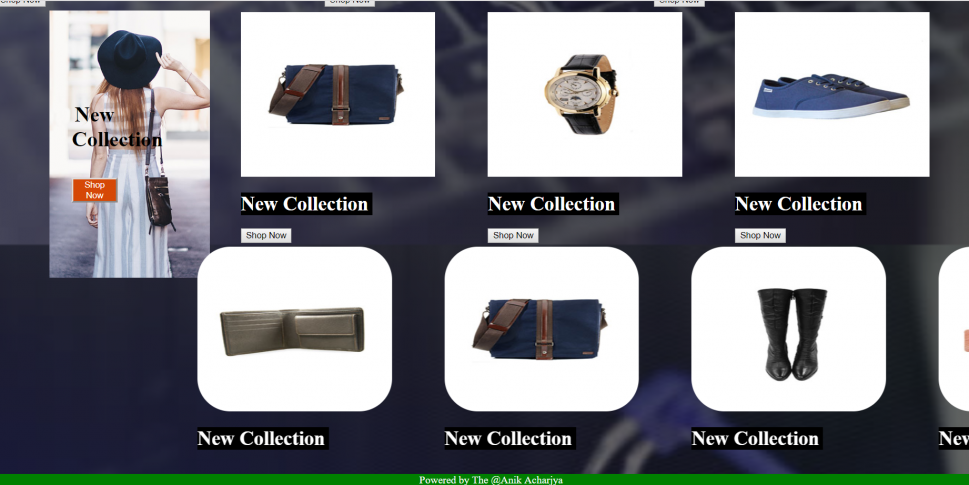 Shop Now Shop Now Shop Now
New
Collection
Shop
Now
New Collection New Collection New Collection
Shop Now Shop Now Shop Now
New Collection New Collection New Collection
Powered by The @Anik Acharjya